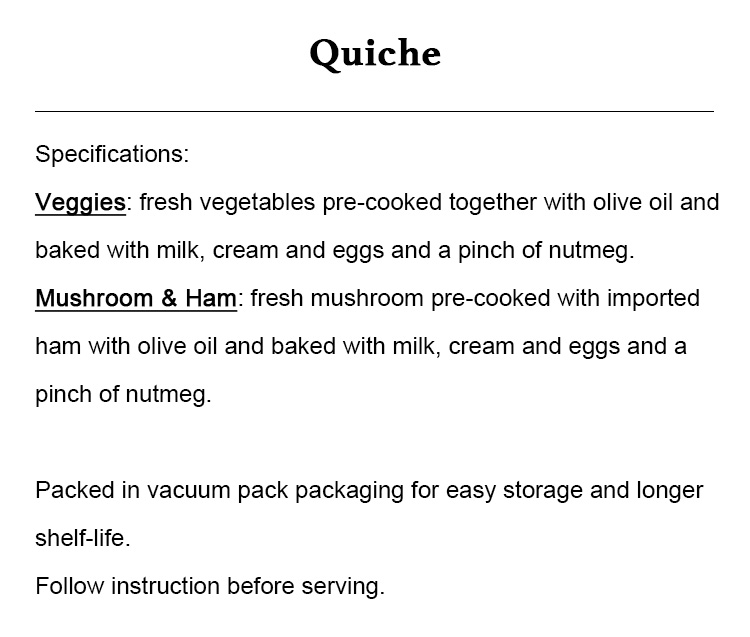 Quiche
Specifications:
Veggies: fresh vegetables pre-cooked together with olive oil and
baked with milk, cream and eggs and a pinch of nutmeg.
Mushroom & Ham: fresh mushroom pre-cooked with imported
ham with olive oil and baked with milk, cream and eggs and a
pinch of nutmeg.
Packed in vacuum pack packaging for easy storage and longer
shelf-life.
Follow instruction before serving.